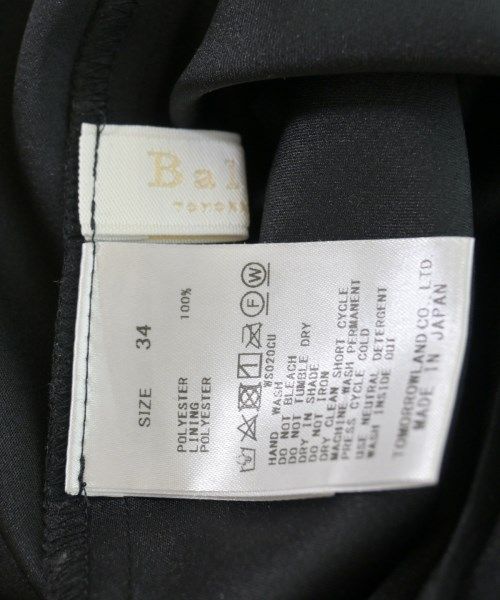 Bal
TOYOK
SIZE 34
POLYESTER 100%
LINING
POLYESTER
WS020CU
HAND WASH
DO NOT BLEACH
DO NOT TUMBLE DRY
DRY IN SHADE
DO NOT IRON
DRY CLEAN SHORT CYCLE
MACHINE WASH PERMANENT
PRESS CYCLE COLD
USE NEUTRAL DETERGENT
WASH INSIDE OUT
TOMORROWLAND CO. LTD
MADE IN JAPAN